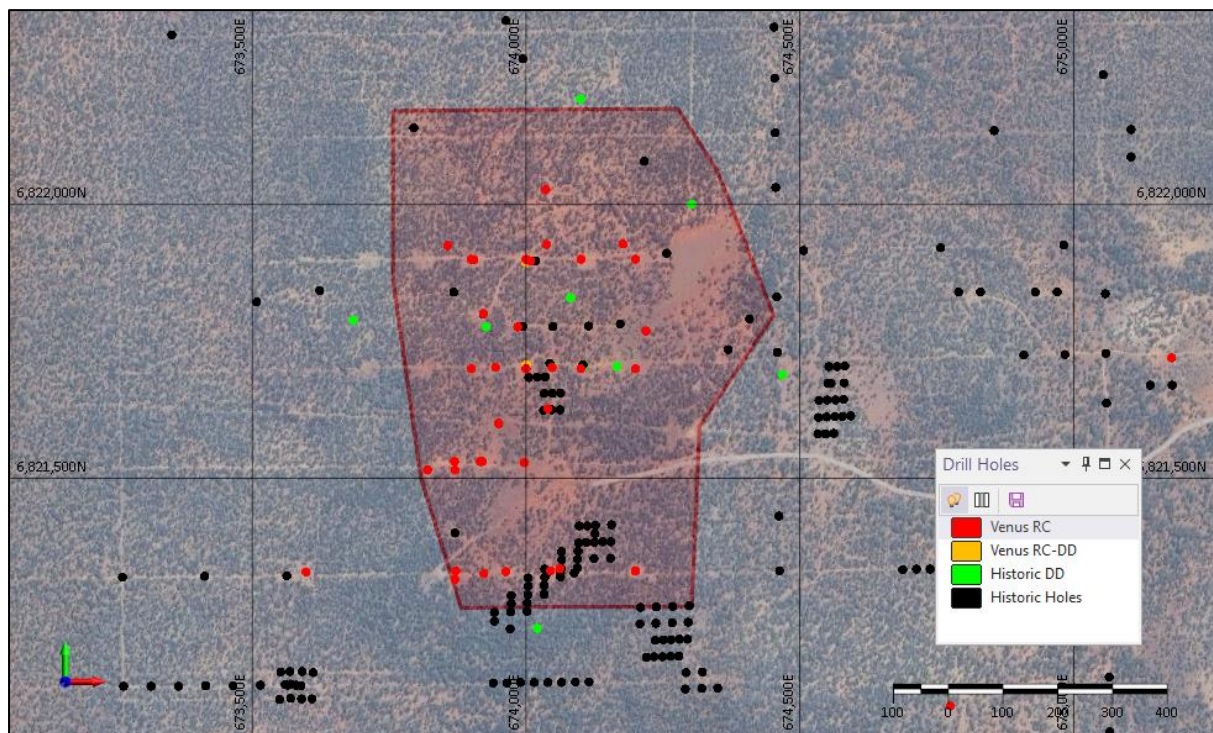 673,500E
674,000E
674,500E
675,000E
6,822,000N
6,822,000N
6,821,500N
6,821,500N
Drill Holes
Venus RC
Venus RC-DD
Historic DD
Historic Holes
673,500E
674,000E
674,500E
100
0
100
200
300
400